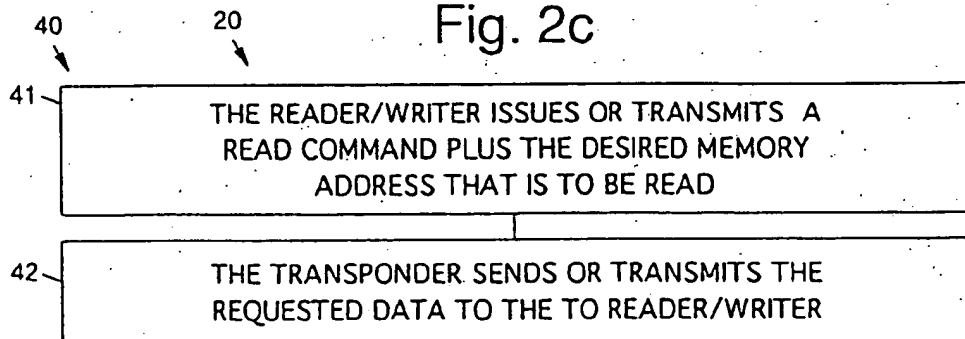 Fig. 2c
40 20
41
THE READER/WRITER ISSUES OR TRANSMITS A
READ COMMAND PLUS THE DESIRED MEMORY
ADDRESS THAT IS TO BE READ
42
THE TRANSPONDER SENDS OR TRANSMITS THE
REQUESTED DATA TO THE TO READER/WRITER